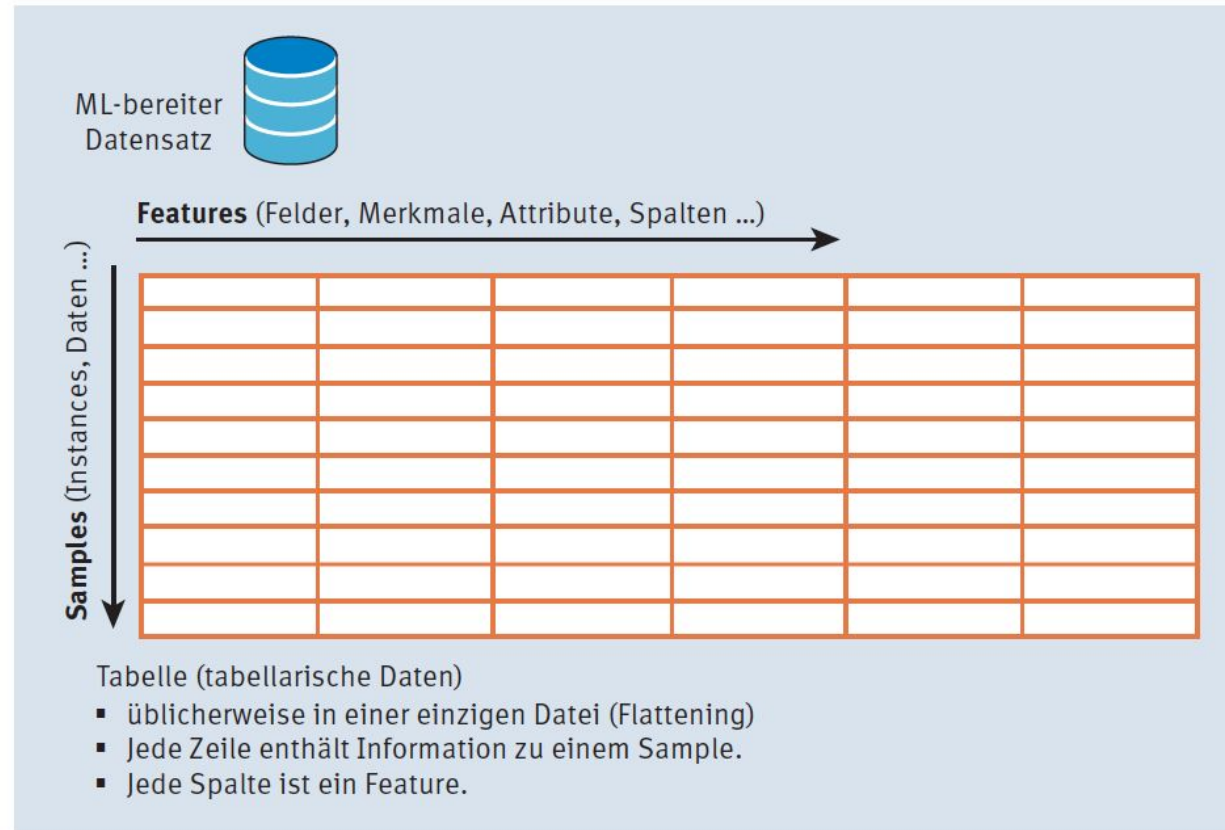 ML-bereiter
Datensatz
Features (Felder, Merkmale, Attribute, Spalten ...)
Samples (Instances, Daten ...)
Tabelle (tabellarische Daten)
▪ üblicherweise in einer einzigen Datei (Flattening)
▪ Jede Zeile enthält Information zu einem Sample.
▪ Jede Spalte ist ein Feature.